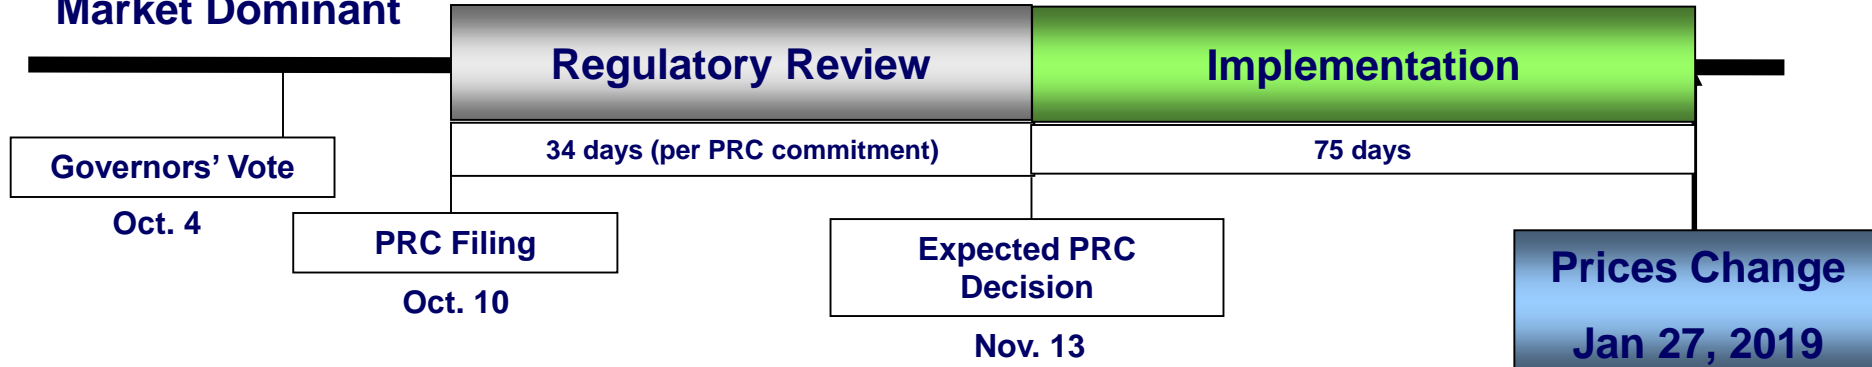 Market Dominant
Regulatory Review
Implementation
34 days (per PRC commitment)
75 days
Governors’ Vote
Oct. 4
PRC Filing
Oct. 10
Expected PRC
Decision
Nov. 13
Prices Change
Jan 27, 2019